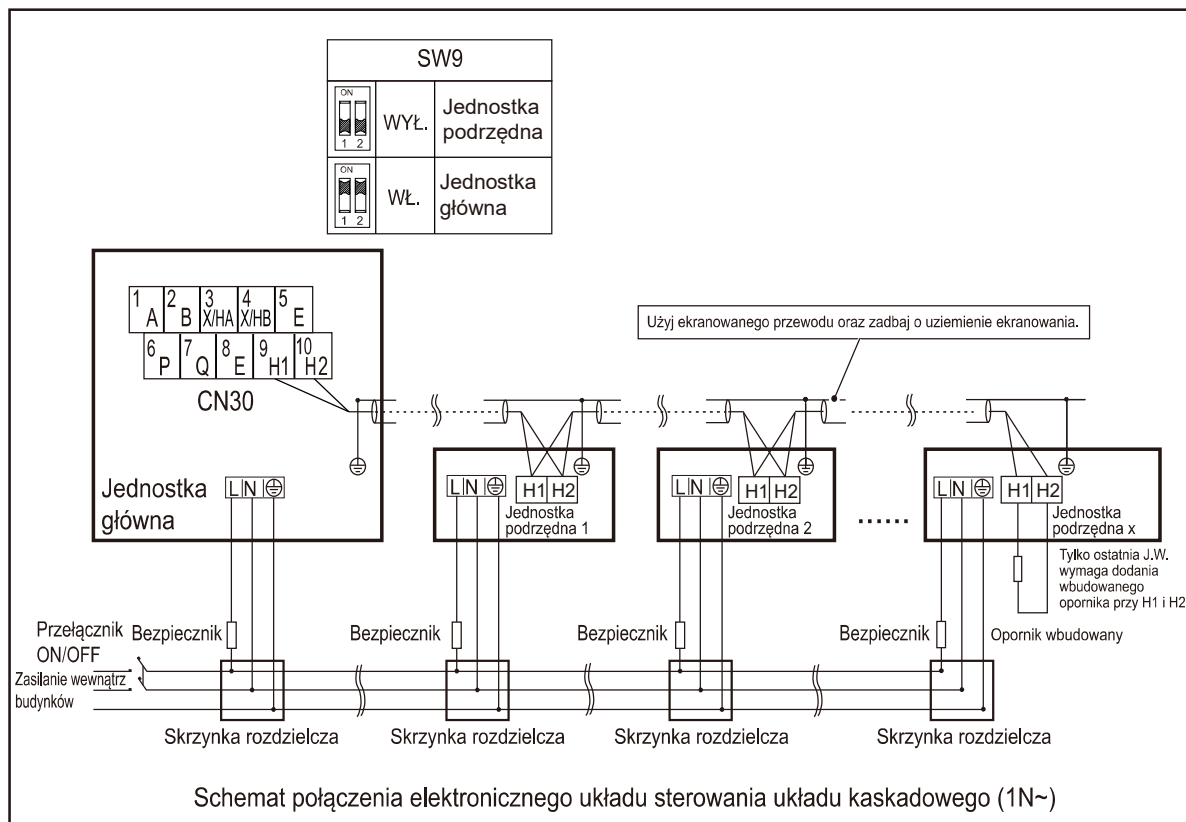 SW9
ON
1 2
WYŁ.
Jednostka
podrzędna
ON
1 2
WŁ.
Jednostka
główna
1 2 3 4 5
A B X/HA X/HB E
6 7 8 9 10
P Q E H1 H2
CN30
Użyj ekranowanego przewodu oraz zadbaj o uziemienie ekranowania.
Jednostka
główna
L N
L N
H1 H2
Jednostka
podrzędna 1
L N
H1 H2
Jednostka
podrzędna 2
......
L N
H1 H2
Jednostka
podrzędna x
Tylko ostatnia J.W.
wymaga dodania
wbudowanego
opornika przy H1 i H2
Przełącznik
ON/OFF
Bezpiecznik
Bezpiecznik
Bezpiecznik
Bezpiecznik
Opornik wbudowany
Zasilanie wewnątrz
budynków
Skrzynka rozdzielcza
Skrzynka rozdzielcza
Skrzynka rozdzielcza
Skrzynka rozdzielcza
Schemat połączenia elektronicznego układu sterowania układu kaskadowego (1N~)